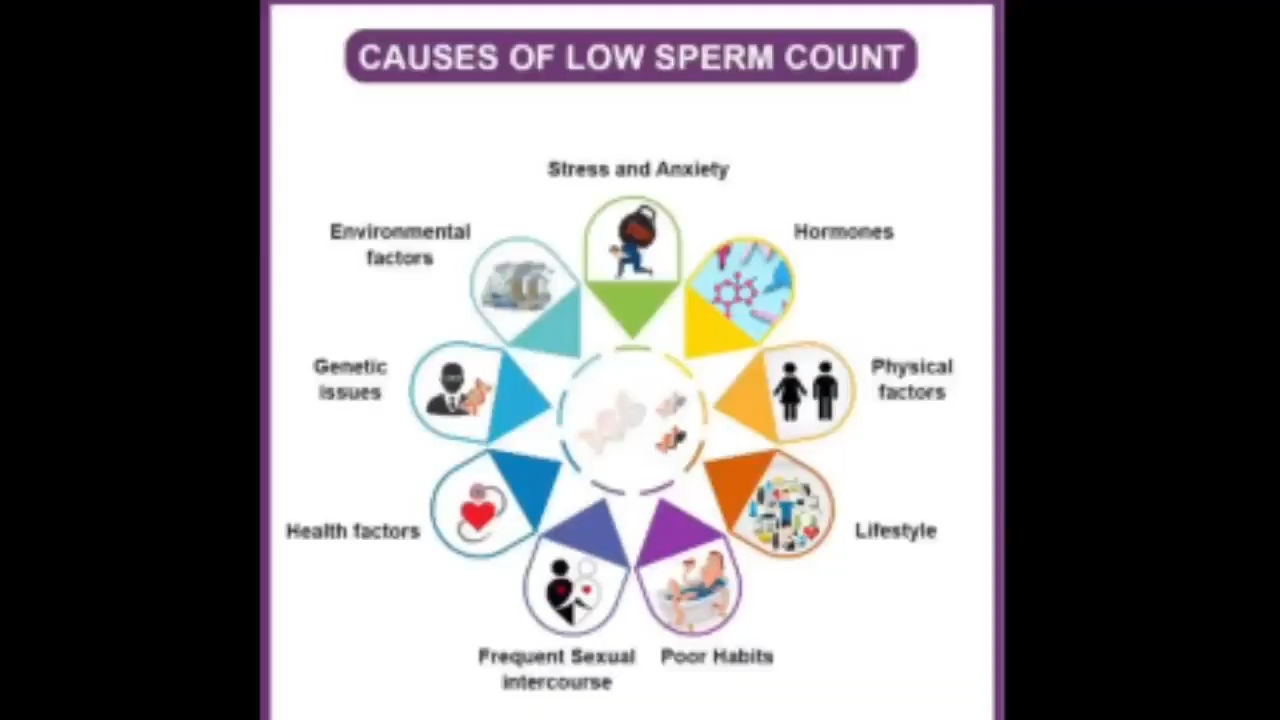 CAUSES OF LOW SPERM COUNT
Stress and Anxiety
Environmental
factors
Hormones
Genetic
issues
Physical
factors
Health factors
Lifestyle
Frequent Sexual
intercourse
Poor Habits